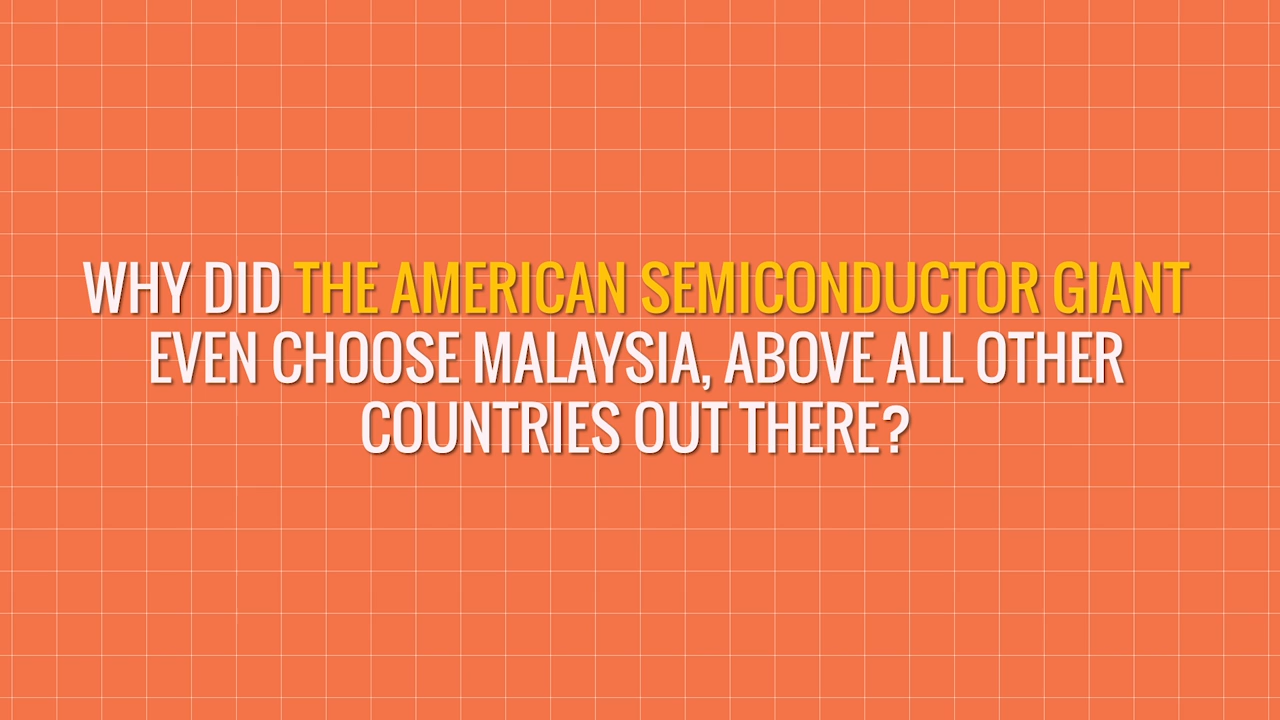 WHY DID THE AMERICAN SEMICONDUCTOR GIANT
EVEN CHOOSE MALAYSIA, ABOVE ALL OTHER
COUNTRIES OUT THERE?